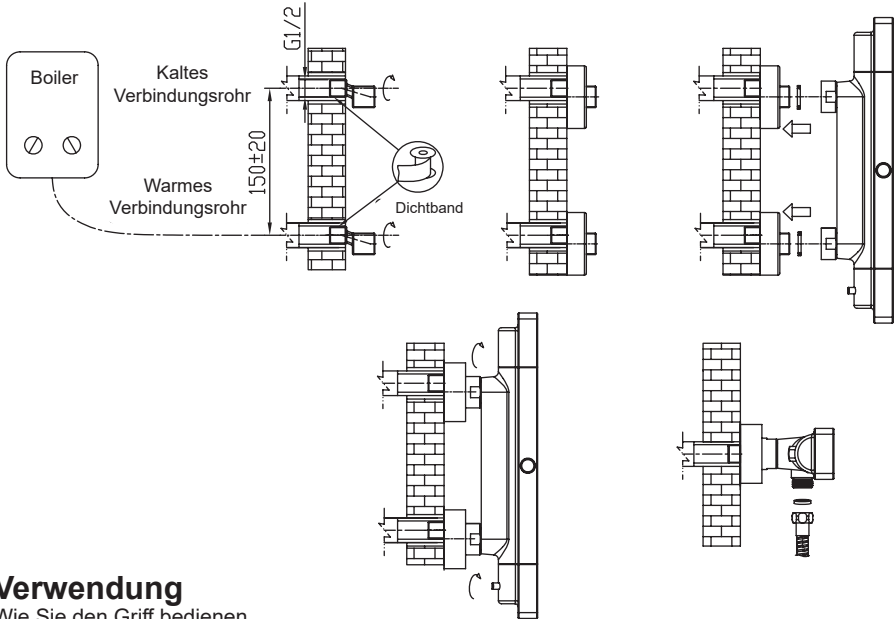 G1/2
Boiler
Kaltes
Verbindungsrohr
150±20
Warmes
Verbindungsrohr
Dichtband
Verwendung
Wie Sie den Griff bedienen